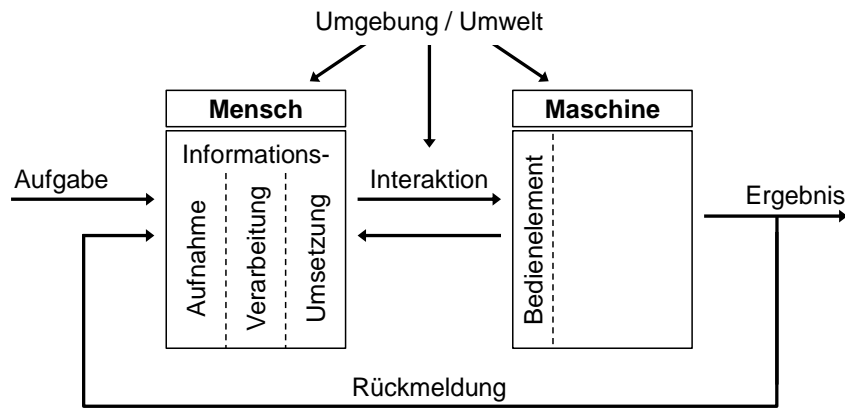 Umgebung / Umwelt
Mensch
Maschine
Informations-
Aufgabe
Interaktion
Ergebnis
Aufnahme
Verarbeitung
Umsetzung
Bedienelement
Rückmeldung